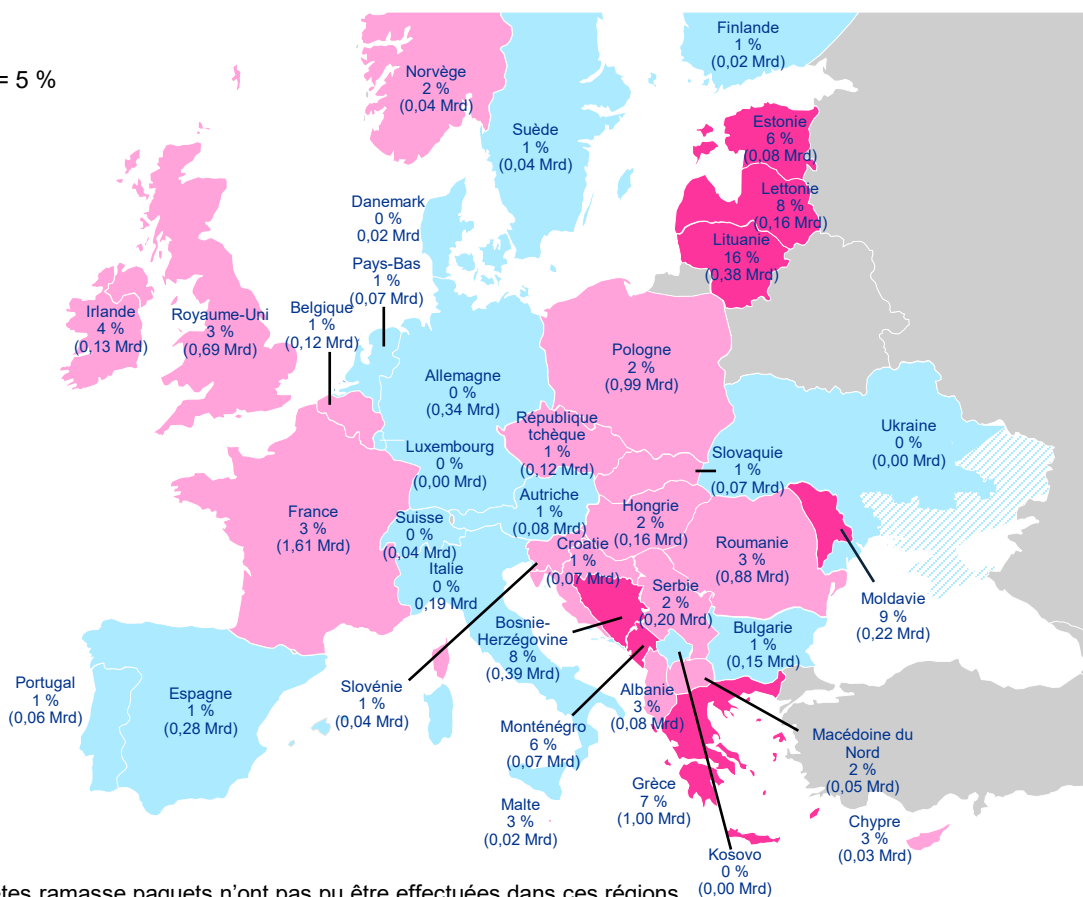 Finlande
1 %
(0,02 Mrd)
= 5 %
Norvège
2 %
(0,04 Mrd)
Suède
1 %
(0,04 Mrd)
Estonie
6 %
(0,08 Mrd)
Lettonie
8 %
(0,16 Mrd)
Lituanie
16 %
(0,38 Mrd)
Danemark
0 %
0,02 Mrd
Pays-Bas
1 %
(0,07 Mrd)
Belgique
1 %
(0,12 Mrd)
Irlande
4 %
(0,13 Mrd)
Royaume-Uni
3 %
(0,69 Mrd)
Pologne
2 %
(0,99 Mrd)
Allemagne
0 %
(0,34 Mrd)
République
tchèque
1 %
(0,12 Mrd)
Luxembourg
0 %
(0,00 Mrd)
Slovaquie
1 %
(0,07 Mrd)
Ukraine
0 %
(0,00 Mrd)
Autriche
1 %
(0,08 Mrd)
Hongrie
2 %
(0,16 Mrd)
France
3 %
(1,61 Mrd)
Suisse
0 %
(0,04 Mrd)
Italie
0 %
0,19 Mrd
Croatie
1 %
(0,07 Mrd)
Roumanie
3 %
(0,88 Mrd)
Serbie
2 %
(0,20 Mrd)
Moldavie
9 %
(0,22 Mrd)
Bosnie-
Herzégovine
8 %
(0,39 Mrd)
Bulgarie
1 %
(0,15 Mrd)
Portugal
1 %
(0,06 Mrd)
Espagne
1 %
(0,28 Mrd)
Slovénie
1 %
(0,04 Mrd)
Albanie
3 %
(0,08 Mrd)
Monténégro
6 %
(0,07 Mrd)
Macédoine du
Nord
2 %
(0,05 Mrd)
Grèce
7 %
(1,00 Mrd)
Malte
3 %
(0,02 Mrd)
Chypre
3 %
(0,03 Mrd)
Kosovo
0 %
(0,00 Mrd)
ramasse paquets n'ont pas pu être effectuées dans ces régions